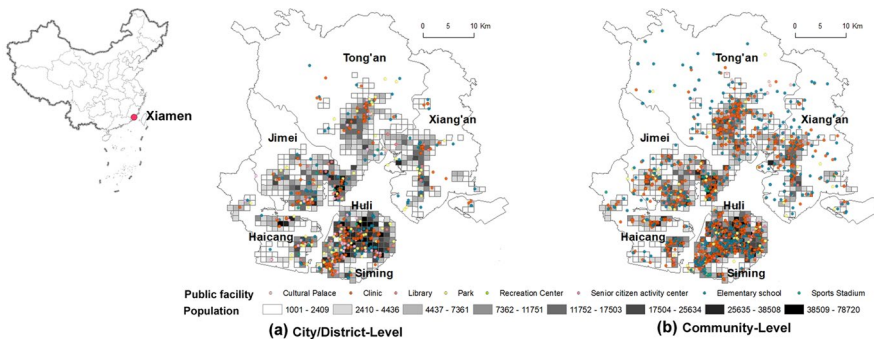 Xiamen
0 10 Km
Tong'an
Xiang'an
Jimei
Huli
Haicang
Siming
0 10 Km
Tong'an
Xiang'an
Jimei
Huli
Haicang
Siming
Public facility Cultural Palace Clinic Library Park Recreation Center Senior citizen activity center Elementary school Sports Stadium
Population 1001 - 2409 2410 - 4436 4437 - 7361 7362 - 11751 11752 - 17503 17504 - 25634 25635 - 38508 38509 - 78720
(a) City/District-Level (b) Community-Level